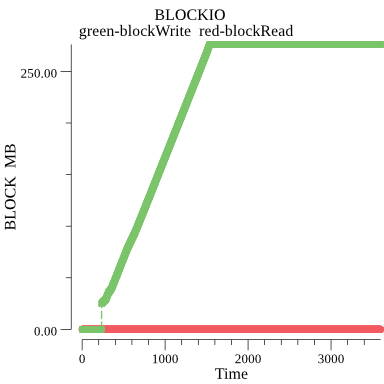 BLOCKIO
green-blockWrite  red-blockRead
250.00
BLOCK  MB
0.00
0 1000 2000 3000
Time